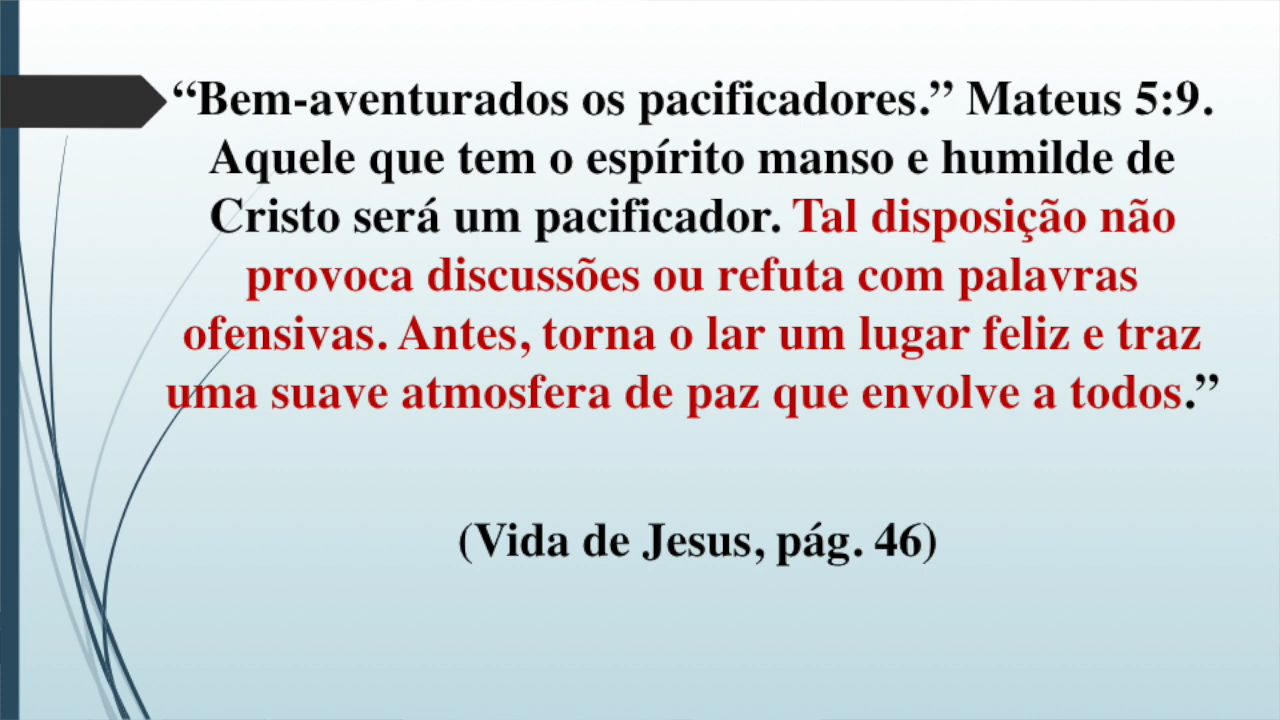 “Bem-aventurados os pacificadores.” Mateus 5:9.
Aquele que tem o espírito manso e humilde de
Cristo será um pacificador. Tal disposição não
provoca discussões ou refuta com palavras
ofensivas. Antes, torna o lar um lugar feliz e traz
uma suave atmosfera de paz que envolve a todos.”
(Vida de Jesus, pág. 46)